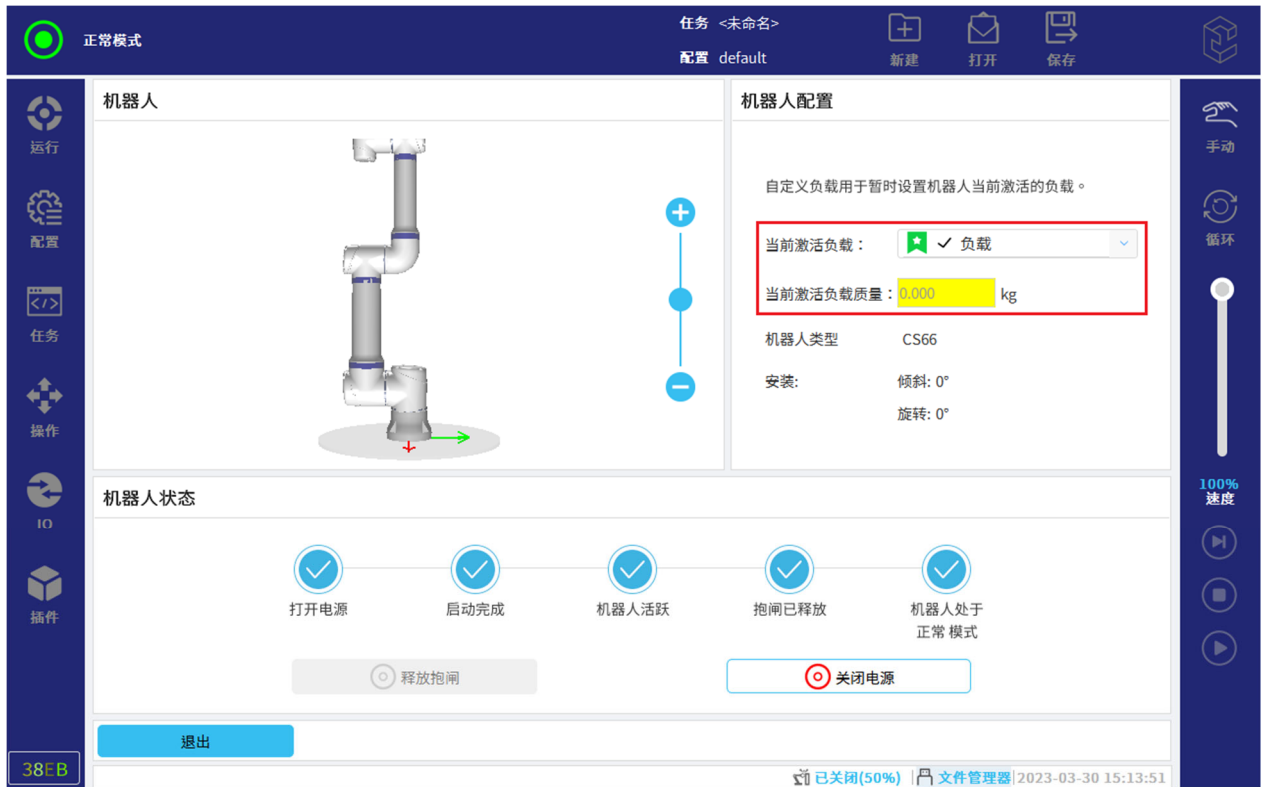 正常模式
任务 <未命名>
配置 default
新建
打开
保存
运行
配置
任务
操作
IO
插件
38EB
机器人
机器人配置
自定义负载用于暂时设置机器人当前激活的负载。
当前激活负载： 负载
当前激活负载质量： 0.000 kg
机器人类型 CS66
安装: 倾斜: 0°
旋转: 0°
机器人状态
打开电源
启动完成
机器人活跃
抱闸已释放
机器人处于
正常 模式
释放抱闸
关闭电源
退出
已关闭(50%)
文件管理器
2023-03-30 15:13:51
手动
循环
100%
速度